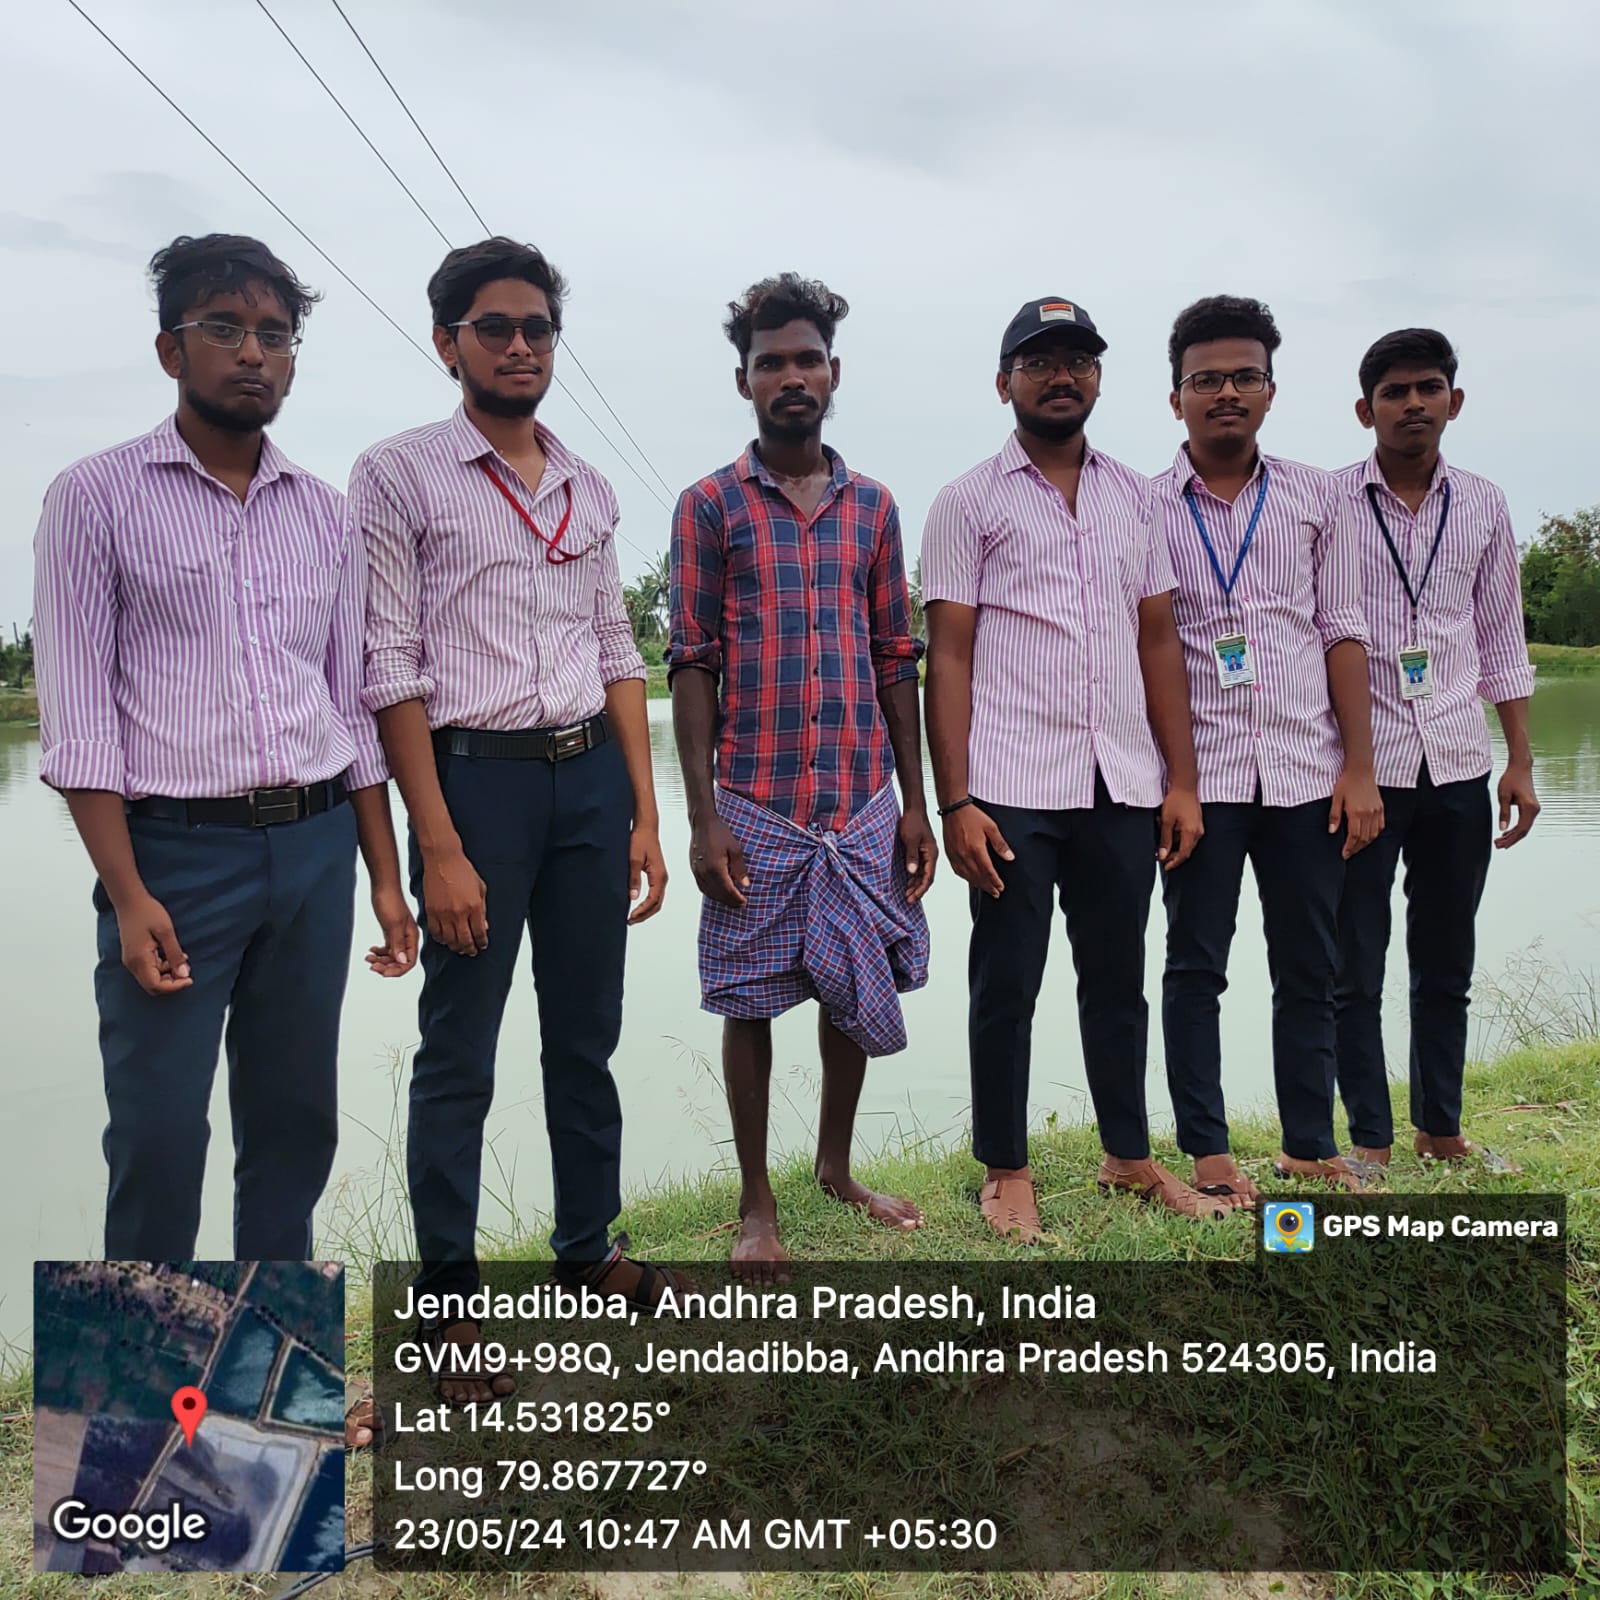 GPS Map Camera
Jendadibba, Andhra Pradesh, India
GVM9+98Q, Jendadibba, Andhra Pradesh 524305, India
Lat 14.531825°
Long 79.867727°
23/05/24 10:47 AM GMT +05:30
Google